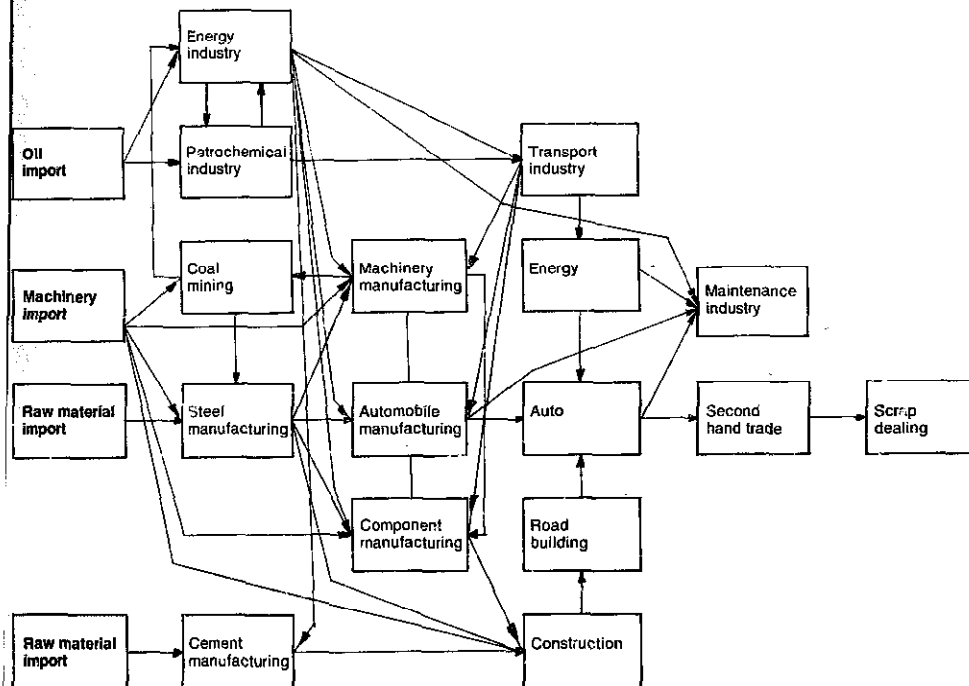 Energy
industry
Oil
import
Petrochemical
industry
Transport
industry
Machinery
import
Coal
mining
Machinery
manufacturing
Energy
Maintenance
industry
Raw material
import
Steel
manufacturing
Automobile
manufacturing
Auto
Second
hand trade
Scrap
dealing
Component
manufacturing
Road
building
Raw material
import
Cement
manufacturing
Construction